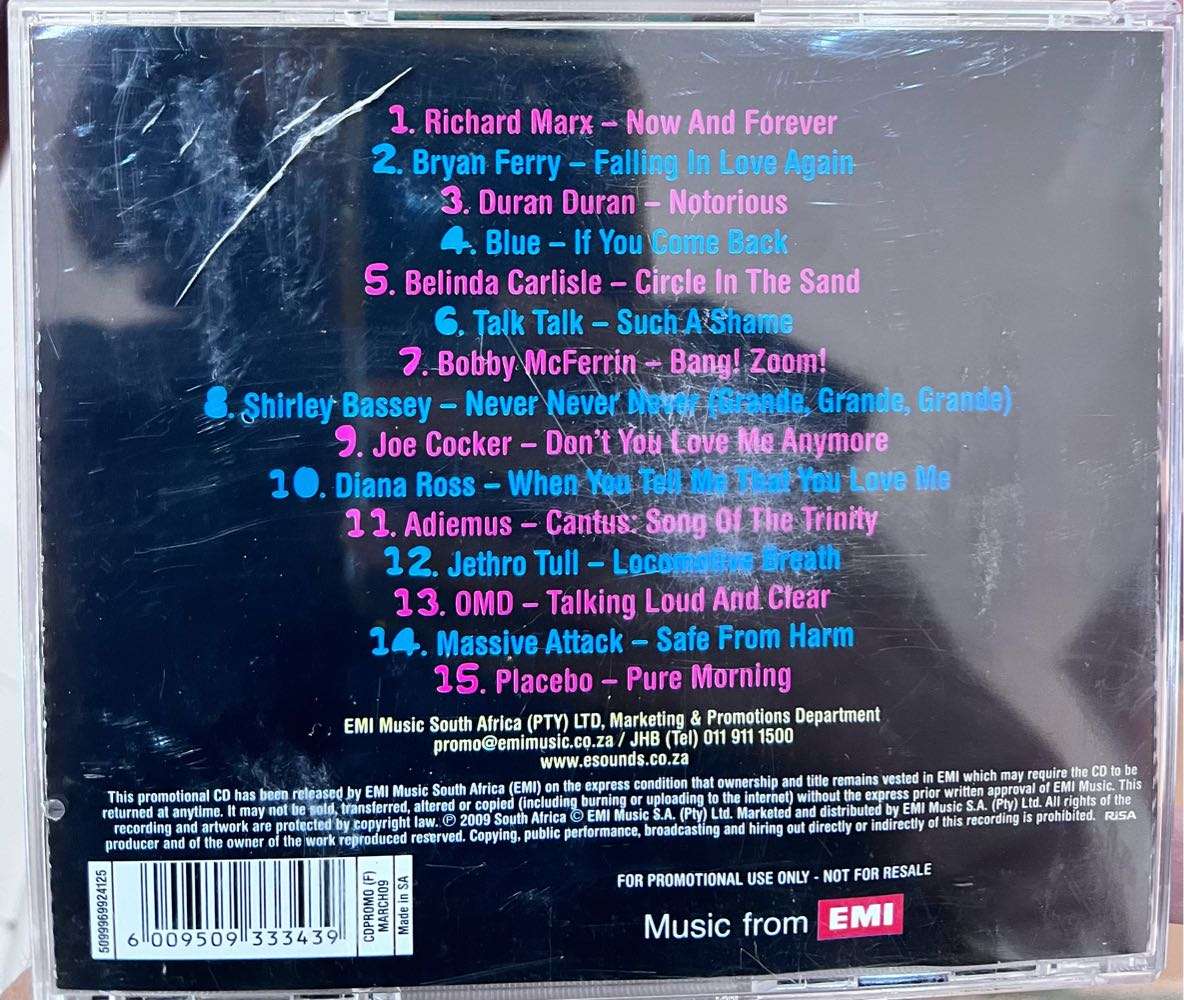 1. Richard Marx – Now And Forever
2. Bryan Ferry – Falling In Love Again
3. Duran Duran – Notorious
4. Blue – If You Come Back
5. Belinda Carlisle – Circle In The Sand
6. Talk Talk – Such A Shame
7. Bobby McFerrin – Bang! Zoom!
8. Shirley Bassey – Never Never Never (Grande, Grande, Grande)
9. Joe Cocker – Don't You Love Me Anymore
10. Diana Ross – When You Tell Me That You Love Me
11. Adiemus – Cantus: Song Of The Trinity
12. Jethro Tull – Locomotive Breath
13. OMD – Talking Loud And Clear
14. Massive Attack – Safe From Harm
15. Placebo – Pure Morning
EMI Music South Africa (PTY) LTD, Marketing & Promotions Department
promo@emimusic.co.za / JHB (Tel) 011 911 1500
www.esounds.co.za
This promotional CD has been released by EMI Music South Africa (EMI) on the express condition that ownership and title remains vested in EMI which may require the CD to be
returned at anytime. It may not be sold, transferred, altered or copied (including burning or uploading to the internet) without the express prior written approval of EMI Music. This
recording and artwork are protected by copyright law. ℗ 2009 South Africa © EMI Music S.A. (Pty) Ltd. Marketed and distributed by EMI Music S.A. (Pty) Ltd. All rights of the
producer and of the owner of the work reproduced reserved. Copying, public performance, broadcasting and hiring out directly or indirectly of this recording is prohibited. RiSA
5099969924125
6 009509 333439
CDPROMO (F)
MARCH09
Made in SA
FOR PROMOTIONAL USE ONLY - NOT FOR RESALE
Music from EMI